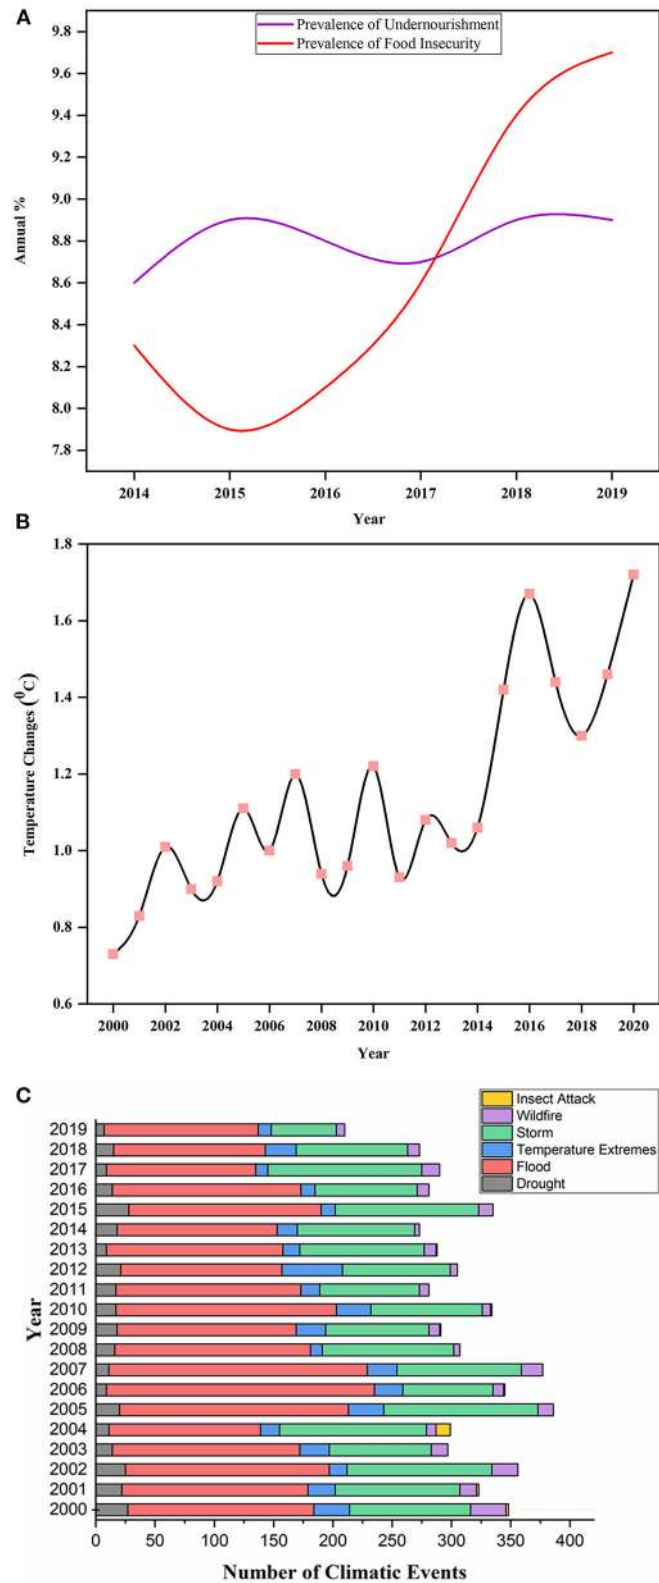 A
Prevalence of Undernourishment
Prevalence of Food Insecurity
9.8
9.6
9.4
9.2
9.0
8.8
8.6
8.4
8.2
8.0
7.8
Annual %
2014 2015 2016 2017 2018 2019
Year
B
1.8
1.6
1.4
1.2
1.0
0.8
0.6
Temperature Changes (⁰C)
2000 2002 2004 2006 2008 2010 2012 2014 2016 2018 2020
Year
C
Insect Attack
Wildfire
Storm
Temperature Extremes
Flood
Drought
2019
2018
2017
2016
2015
2014
2013
2012
2011
2010
2009
2008
2007
2006
2005
2004
2003
2002
2001
2000
Year
0 50 100 150 200 250 300 350 400
Number of Climatic Events